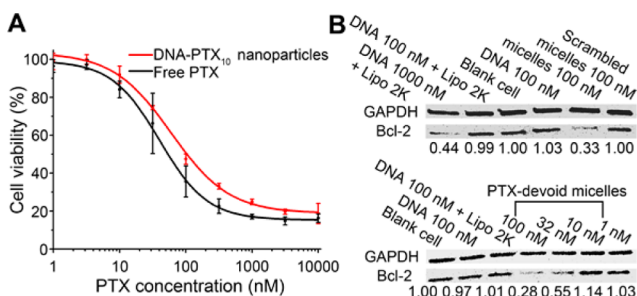 A
DNA-PTX10 nanoparticles
Free PTX
Cell viability (%)
100
80
60
40
20
0
1 10 100 1000 10000
PTX concentration (nM)
B
DNA 100 nM + Lipo 2K
DNA 1000 nM
+ Lipo 2K
Blank cell
DNA 100 nM
micelles 100 nM
Scrambled
micelles 100 nM
GAPDH
Bcl-2
0.44 0.99 1.00 1.03 0.33 1.00
PTX-devoid micelles
Blank cell
DNA 100 nM
DNA 100 nM + Lipo 2K
100 nM
32 nM
10 nM
1 nM
GAPDH
Bcl-2
1.00 0.97 1.01 0.28 0.55 1.14 1.03